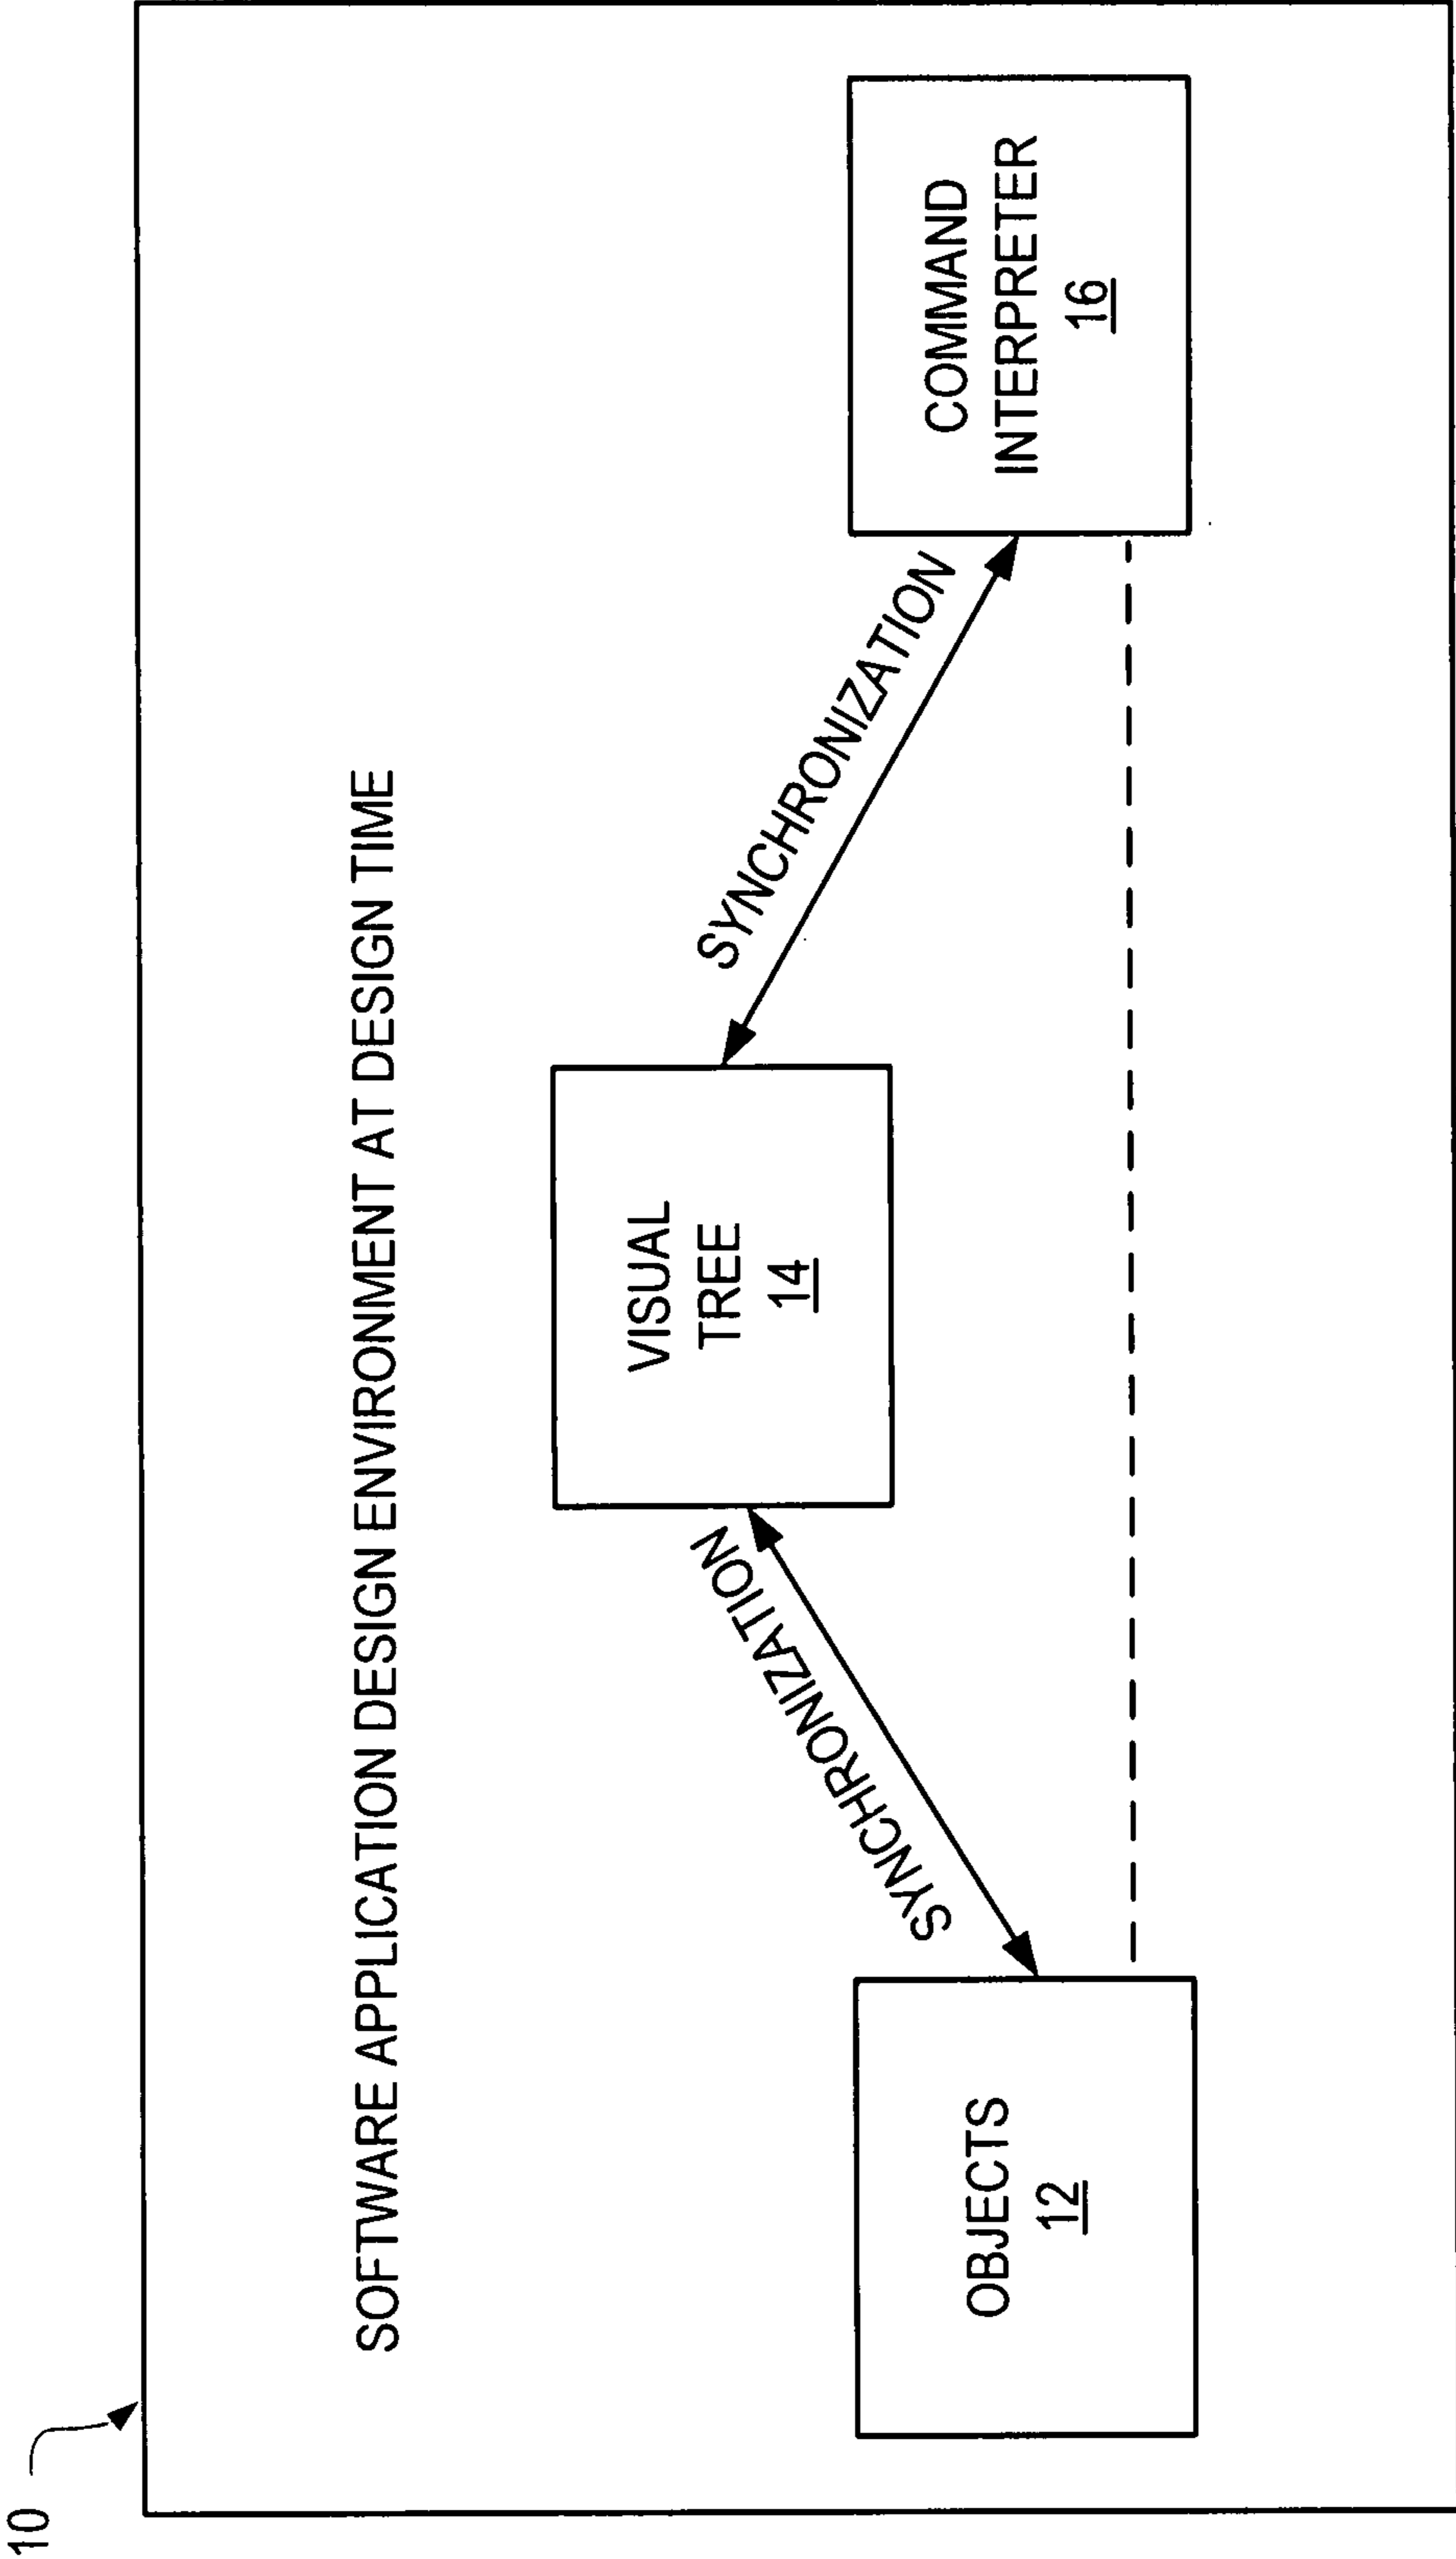 10
SOFTWARE APPLICATION DESIGN ENVIRONMENT AT DESIGN TIME
VISUAL
TREE
14
SYNCHRONIZATION
SYNCHRONIZATION
OBJECTS
12
COMMAND
INTERPRETER
16